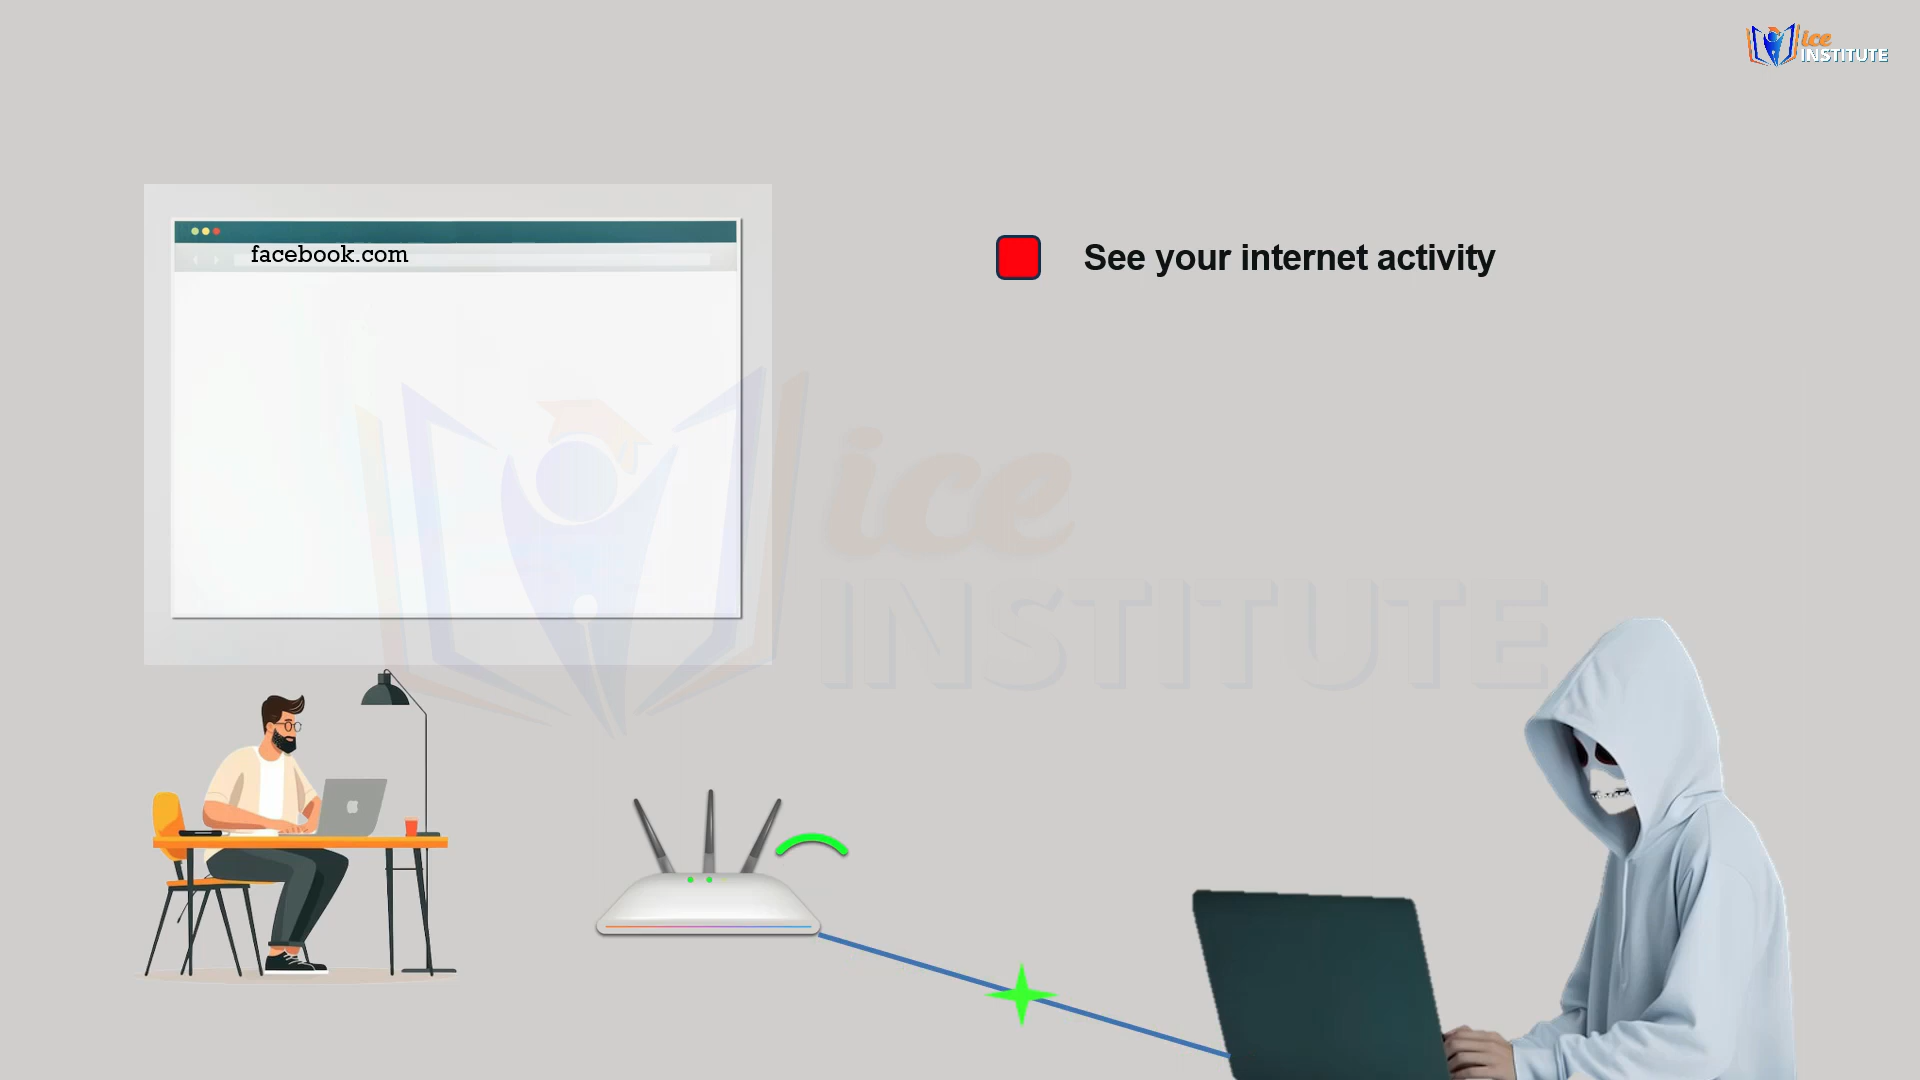 ice
INSTITUTE
facebook.com
See your internet activity
ice
INSTITUTE